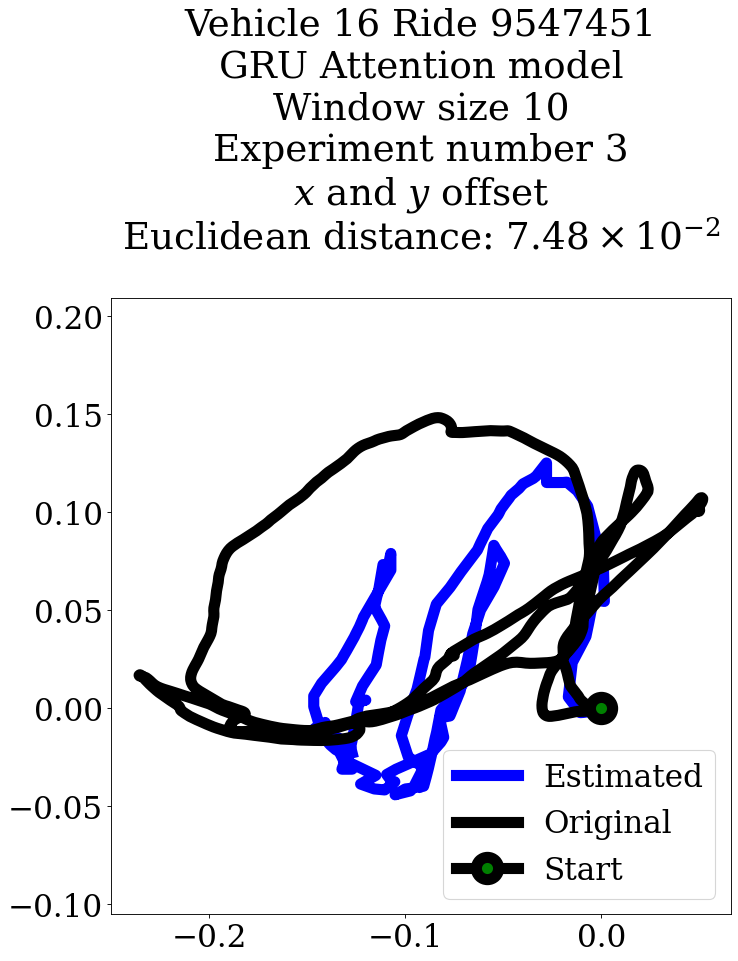 Vehicle 16 Ride 9547451
GRU Attention model
Window size 10
Experiment number 3
x and y offset
Euclidean distance: 7.48 × 10⁻²
0.20
0.15
0.10
0.05
0.00
−0.05
−0.10
−0.2
−0.1
0.0
Estimated
Original
Start